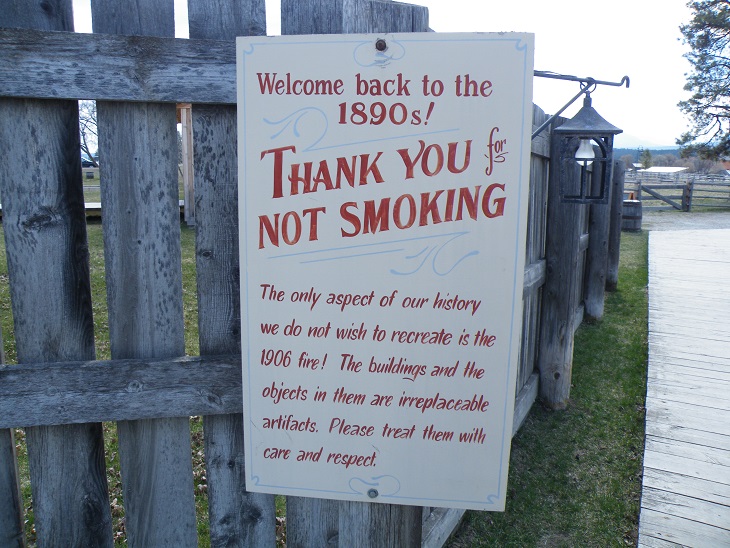 Welcome back to the
1890s!
THANK YOU for
NOT SMOKING
The only aspect of our history
we do not wish to recreate is the
1906 fire! The buildings and the
objects in them are irreplaceable
artifacts. Please treat them with
care and respect.